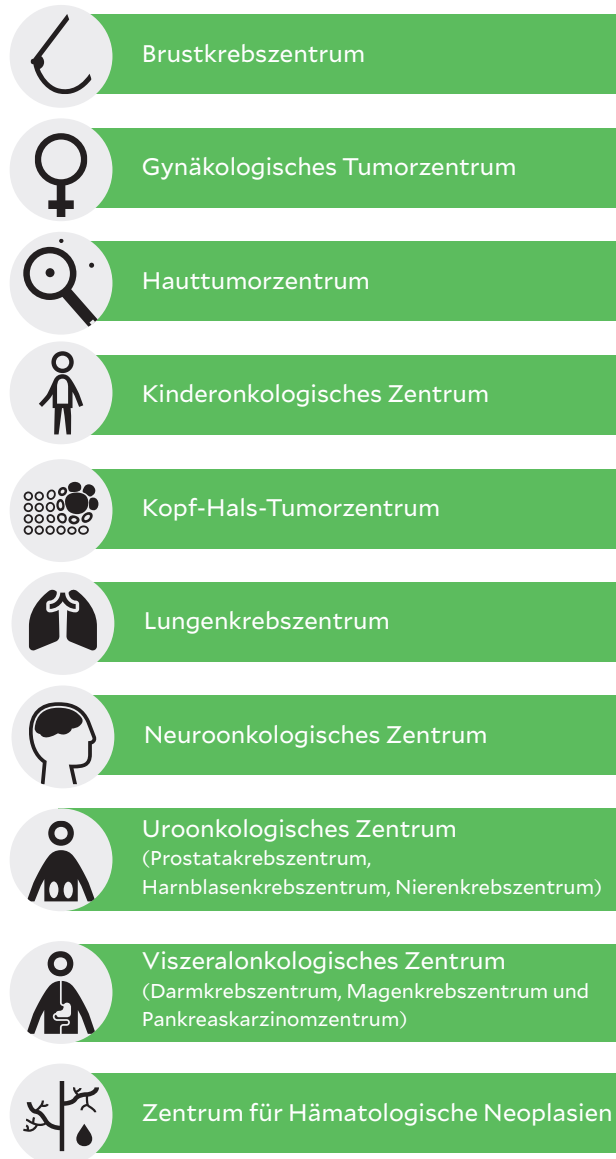 Brustkrebszentrum
Gynäkologisches Tumorzentrum
Hauttumorzentrum
Kinderonkologisches Zentrum
Kopf-Hals-Tumorzentrum
Lungenkrebszentrum
Neuroonkologisches Zentrum
Uroonkologisches Zentrum
(Prostatakrebszentrum,
Harnblasenkrebszentrum, Nierenkrebszentrum)
Viszeralonkologisches Zentrum
(Darmkrebszentrum, Magenkrebszentrum und
Pankreaskarzinomzentrum)
Zentrum für Hämatologische Neoplasien